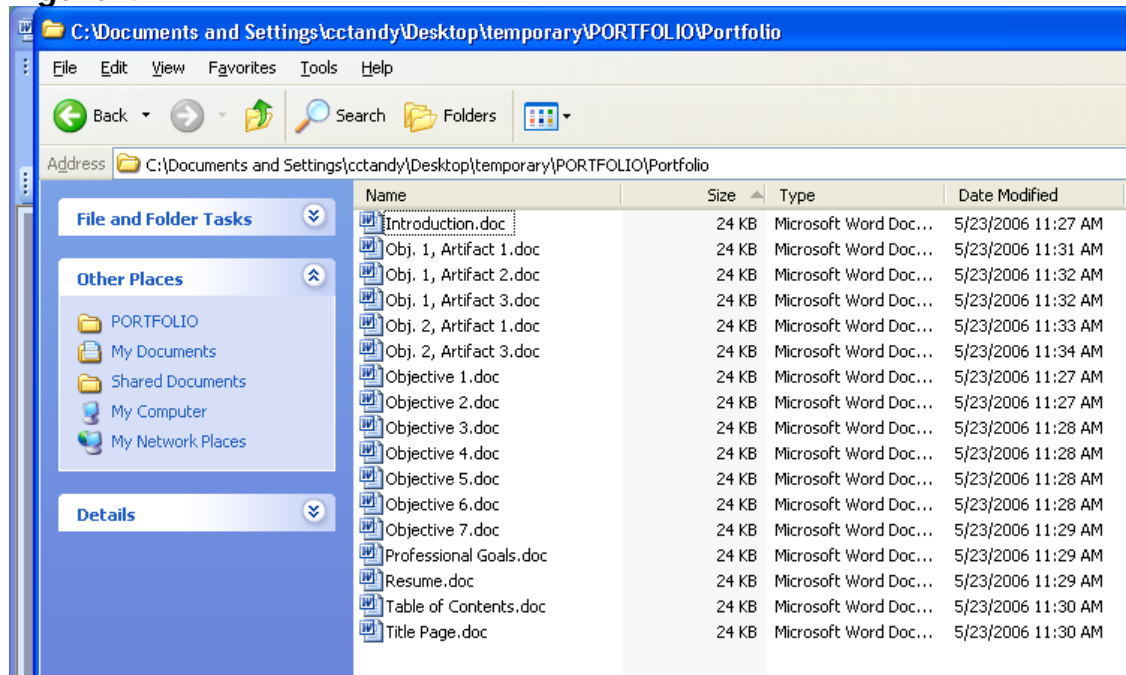 C:\Documents and Settings\cctandy\Desktop\temporary\PORTFOLIO\Portfolio
File Edit View Favorites Tools Help
Back Search Folders
Address C:\Documents and Settings\cctandy\Desktop\temporary\PORTFOLIO\Portfolio
Name Size Type Date Modified
File and Folder Tasks
Other Places
PORTFOLIO
My Documents
Shared Documents
My Computer
My Network Places
Details
Introduction.doc 24 KB Microsoft Word Doc... 5/23/2006 11:27 AM
Obj. 1, Artifact 1.doc 24 KB Microsoft Word Doc... 5/23/2006 11:31 AM
Obj. 1, Artifact 2.doc 24 KB Microsoft Word Doc... 5/23/2006 11:32 AM
Obj. 1, Artifact 3.doc 24 KB Microsoft Word Doc... 5/23/2006 11:32 AM
Obj. 2, Artifact 1.doc 24 KB Microsoft Word Doc... 5/23/2006 11:33 AM
Obj. 2, Artifact 3.doc 24 KB Microsoft Word Doc... 5/23/2006 11:34 AM
Objective 1.doc 24 KB Microsoft Word Doc... 5/23/2006 11:27 AM
Objective 2.doc 24 KB Microsoft Word Doc... 5/23/2006 11:27 AM
Objective 3.doc 24 KB Microsoft Word Doc... 5/23/2006 11:28 AM
Objective 4.doc 24 KB Microsoft Word Doc... 5/23/2006 11:28 AM
Objective 5.doc 24 KB Microsoft Word Doc... 5/23/2006 11:28 AM
Objective 6.doc 24 KB Microsoft Word Doc... 5/23/2006 11:28 AM
Objective 7.doc 24 KB Microsoft Word Doc... 5/23/2006 11:29 AM
Professional Goals.doc 24 KB Microsoft Word Doc... 5/23/2006 11:29 AM
Resume.doc 24 KB Microsoft Word Doc... 5/23/2006 11:29 AM
Table of Contents.doc 24 KB Microsoft Word Doc... 5/23/2006 11:30 AM
Title Page.doc 24 KB Microsoft Word Doc... 5/23/2006 11:30 AM